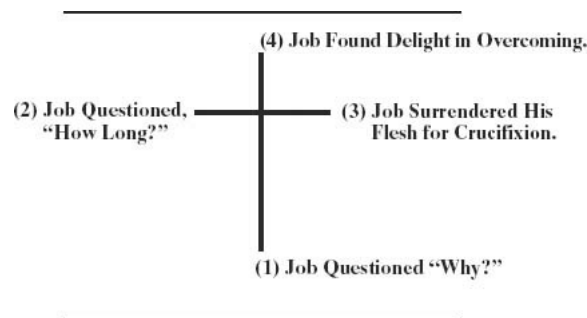 (4) Job Found Delight in Overcoming.
(2) Job Questioned,
“How Long?”
(3) Job Surrendered His
Flesh for Crucifixion.
(1) Job Questioned “Why?”